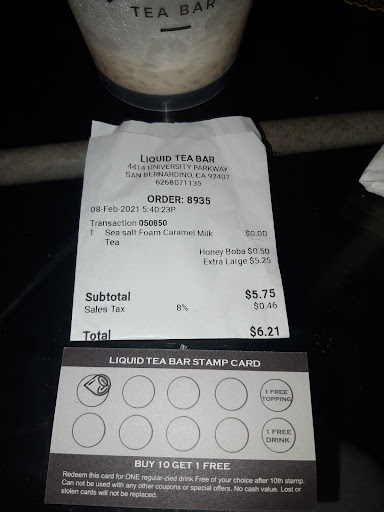 TEA BAR
LIQUID TEA BAR
4414 UNIVERSITY PARKWAY
SAN BERNARDINO, CA 92407
6268071135
ORDER: 8935
08-Feb-2021 5:40:23P
Transaction 050850
1 Sea salt Foam Caramel Milk $0.00
Tea
Honey Boba $0.50
Extra Large $5.25
Subtotal $5.75
Sales Tax 8% $0.46
Total $6.21
LIQUID TEA BAR STAMP CARD
1 FREE
TOPPING
1 FREE
DRINK
BUY 10 GET 1 FREE
Redeem this card for ONE regular-zied drink Free of your choice after 10th stamp.
Can not be used with any other coupons or special offers. No cash value. Lost or
stolen cards will not be replaced.